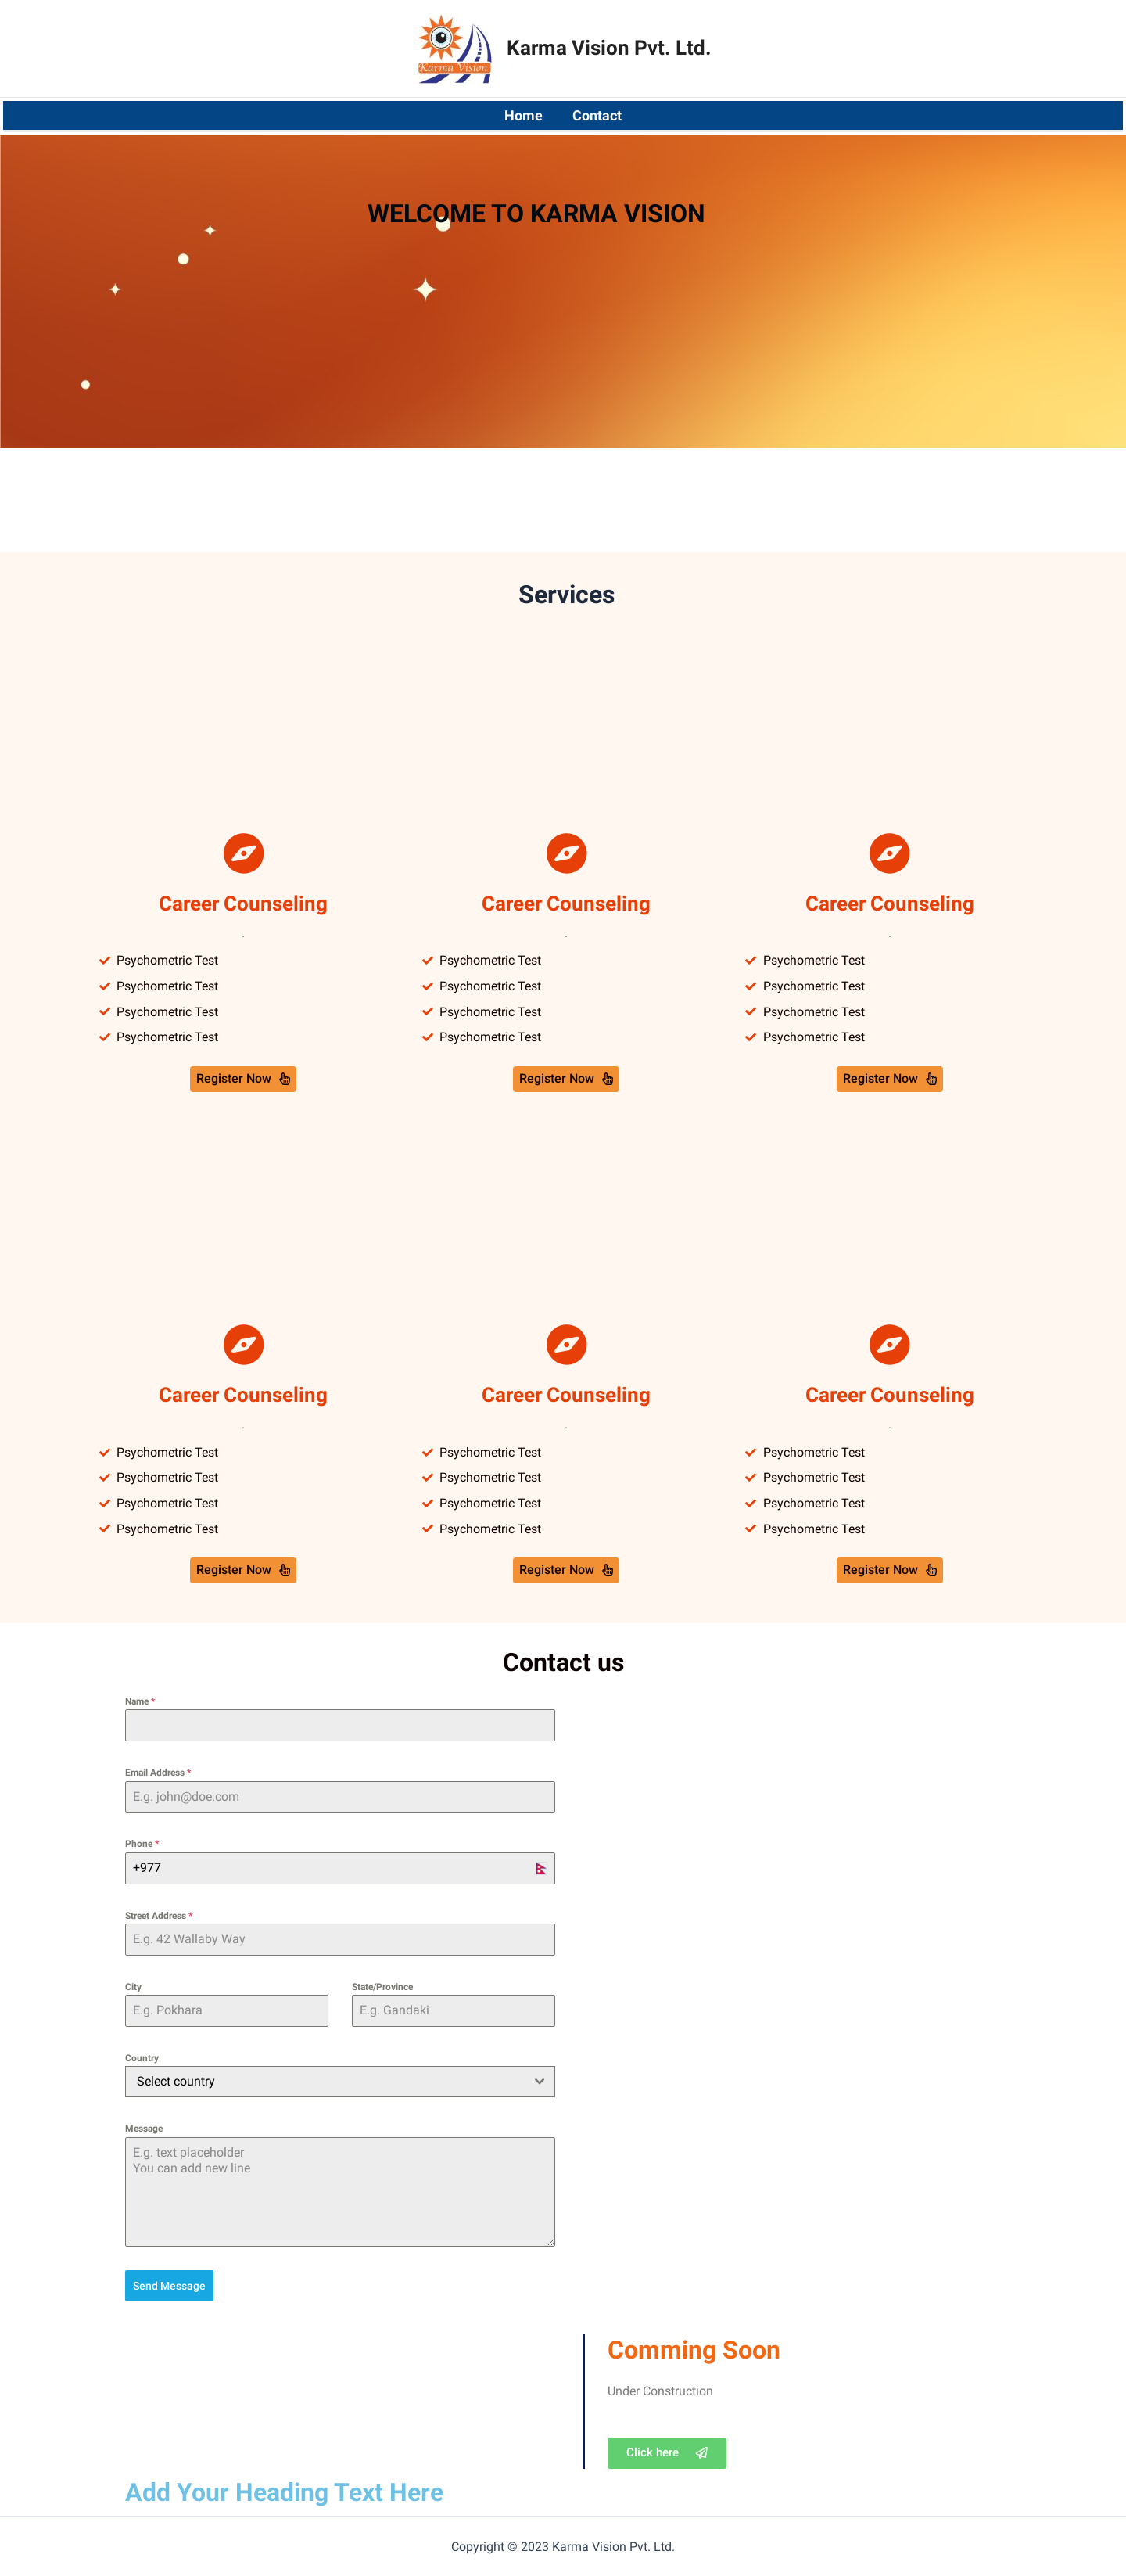 Karma Vision
Karma Vision Pvt. Ltd.
Home Contact
WELCOME TO KARMA VISION
Services
Career Counseling Career Counseling Career Counseling
. . .
Psychometric Test Psychometric Test Psychometric Test
Psychometric Test Psychometric Test Psychometric Test
Psychometric Test Psychometric Test Psychometric Test
Psychometric Test Psychometric Test Psychometric Test
Register Now Register Now Register Now
Career Counseling Career Counseling Career Counseling
. . .
Psychometric Test Psychometric Test Psychometric Test
Psychometric Test Psychometric Test Psychometric Test
Psychometric Test Psychometric Test Psychometric Test
Psychometric Test Psychometric Test Psychometric Test
Register Now Register Now Register Now
Contact us
Name *
Email Address *
E.g. john@doe.com
Phone *
+977
Street Address *
E.g. 42 Wallaby Way
City State/Province
E.g. Pokhara E.g. Gandaki
Country
Select country
Message
E.g. text placeholder
You can add new line
Send Message
Comming Soon
Under Construction
Click here
Add Your Heading Text Here
Copyright © 2023 Karma Vision Pvt. Ltd.